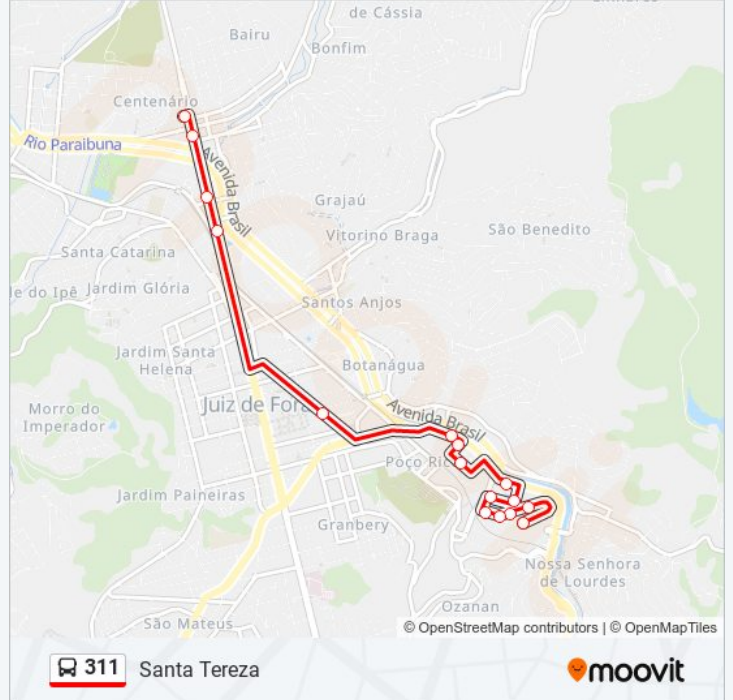 de Cássia
Bairu
Bonfim
Centenário
Rio Paraibuna
Avenida Brasil
Grajaú
Vitorino Braga
São Benedito
Santa Catarina
le do Ipê
Jardim Glória
Santos Anjos
Jardim Santa
Helena
Botanágua
Morro do
Imperador
Juiz de Fora
Avenida Brasil
Poço Ric
Jardim Paineiras
Granbery
Nossa Senhora
de Lourdes
Ozanan
São Mateus
© OpenStreetMap contributors | © OpenMapTiles
311 Santa Tereza
moovit